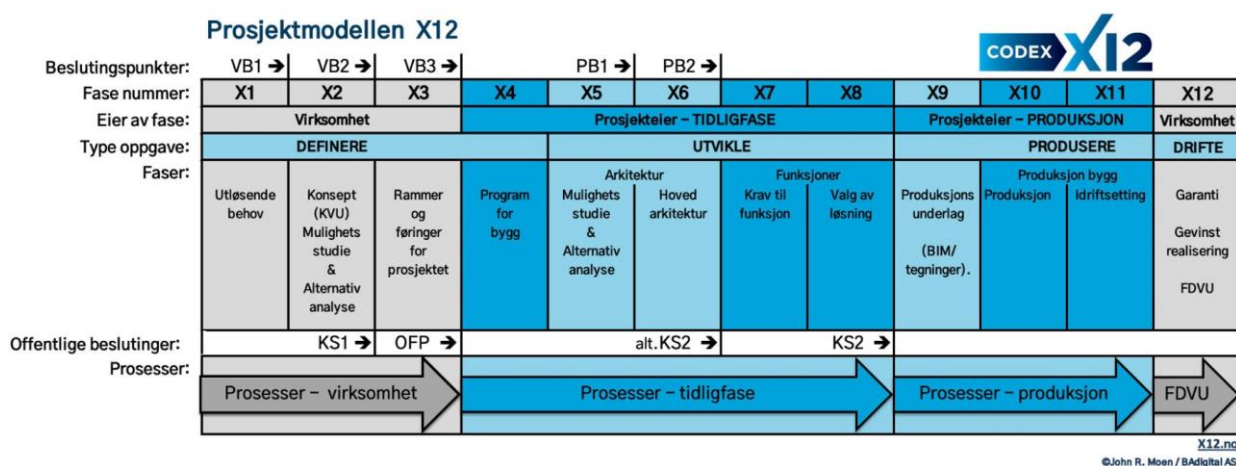 Prosjektmodellen X12
CODEX X12
Beslutingspunkter: VB1 → VB2 → VB3 → PB1 → PB2 →
Fase nummer: X1 X2 X3 X4 X5 X6 X7 X8 X9 X10 X11 X12
Eier av fase: Virksomhet Prosjekteier – TIDLIGFASE Prosjekteier – PRODUKSJON Virksomhet
Type oppgave: DEFINERE UTVIKLE PRODUSERE DRIFTE
Faser:
Utløsende
behov
Konsept
(KVU)
Mulighets
studie
&
Alternativ
analyse
Rammer
og
føringer
for
prosjektet
Program
for
bygg
Arkitektur
Mulighets
studie
&
Alternativ
analyse
Hoved
arkitektur
Funksjoner
Krav til
funksjon
Valg av
løsning
Produksjons
underlag
(BIM/
tegninger).
Produksjon bygg
Produksjon
Idriftsetting
Garanti
Gevinst
realisering
FDVU
Offentlige beslutinger: KS1 → OFP → alt.KS2 → KS2 →
Prosesser:
Prosesser – virksomhet Prosesser –tidligfase Prosesser –produksjon FDVU
X12.no
©John R. Moen / BAdigital AS